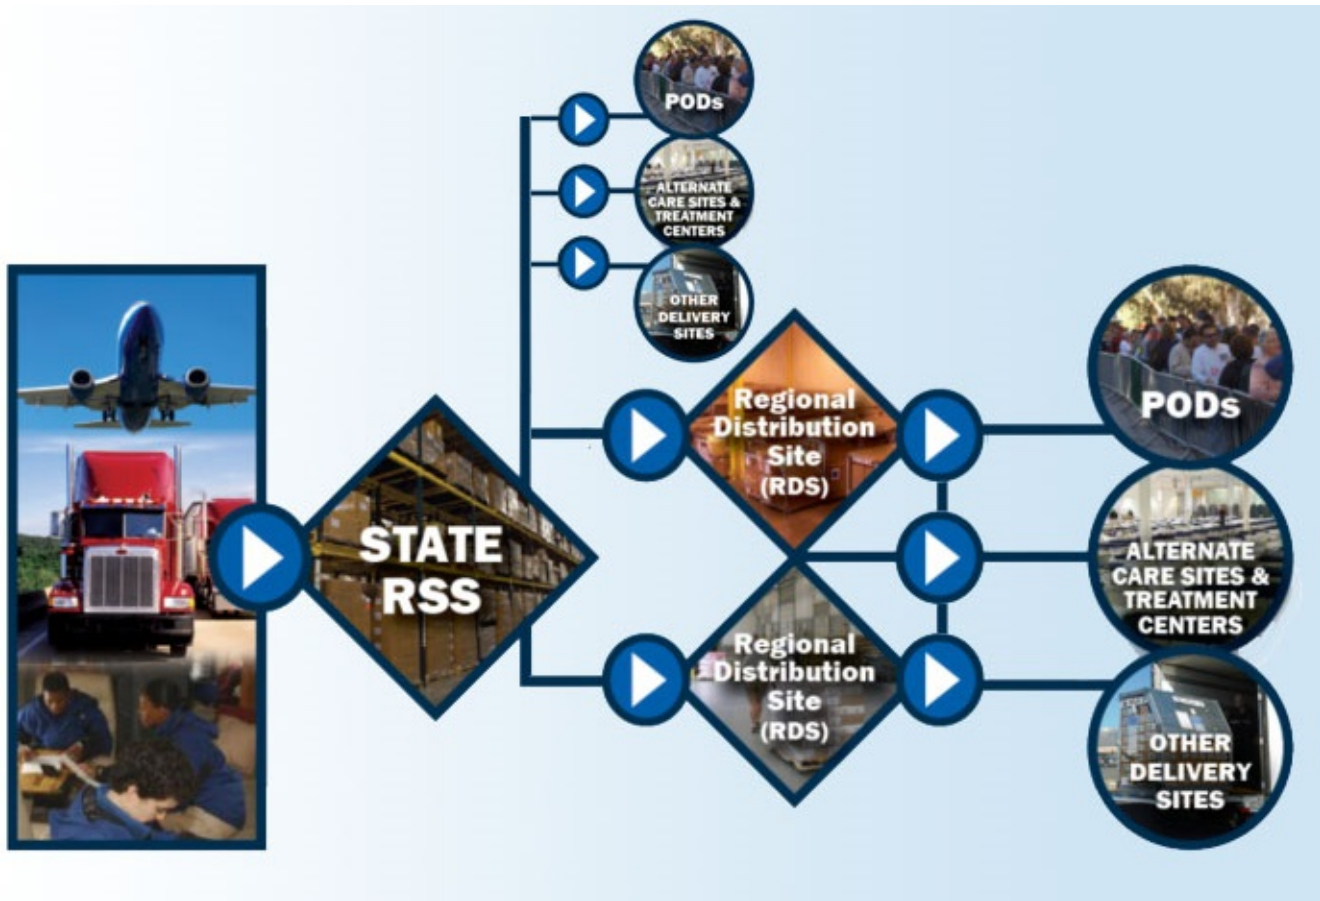 PODs
ALTERNATE
CARE SITES &
TREATMENT
CENTERS
OTHER
DELIVERY
SITES
STATE
RSS
Regional
Distribution
Site
(RDS)
Regional
Distribution
Site
(RDS)
PODs
ALTERNATE
CARE SITES &
TREATMENT
CENTERS
OTHER
DELIVERY
SITES